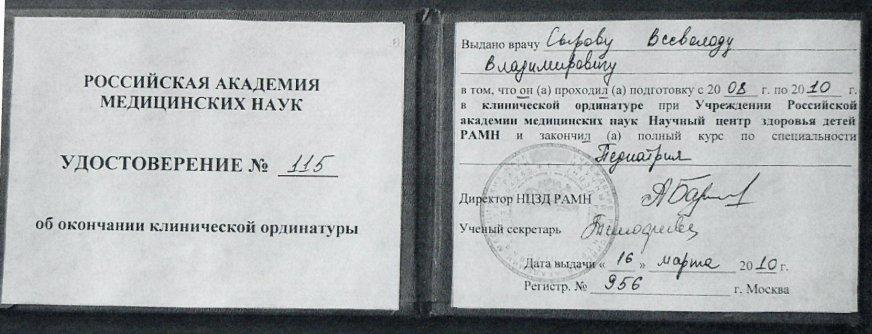 РОССИЙСКАЯ АКАДЕМИЯ
МЕДИЦИНСКИХ НАУК
УДОСТОВЕРЕНИЕ № 115
об окончании клинической ординатуры
Выдано врачу Сырову Всеволоду
Владимировичу
в том, что он (а) проходил (а) подготовку с 2008 г. по 2010 г.
в клинической ординатуре при Учреждении Российской
академии медицинских наук Научный центр здоровья детей
РАМН и закончил (а) полный курс по специальности
Педиатрия
Директор НЦЗД РАМН
Ученый секретарь
Дата выдачи « 16 » марта 2010 г.
Регистр. № 956 г. Москва